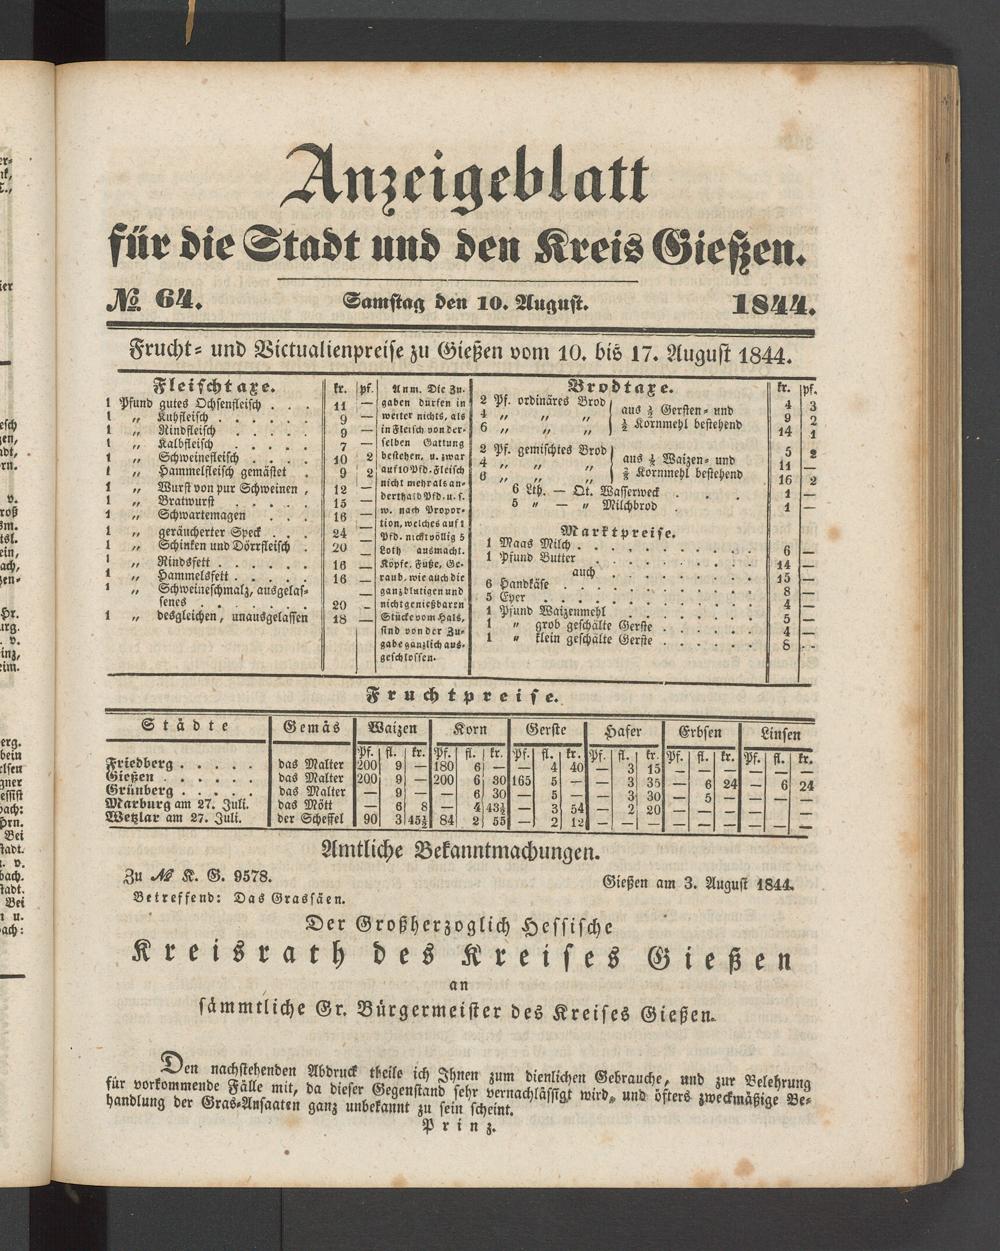 Anzeigeblatt
für die Stadt und den Kreis Gießen.
№ 64. Samstag den 10. August. 1844.
Frucht- und Victualienpreise zu Gießen vom 10. bis 17. August 1844.
Fleischtaxe. kr. pf.
1 Pfund gutes Ochsenfleisch . . . 11 —
1 „ Kuhfleisch . . . . . 9 —
1 „ Rindfleisch . . . . . 9 —
1 „ Kalbfleisch . . . . . 7 —
1 „ Schweinefleisch . . . . 10 2
1 „ Hammelfleisch gemästet . . 9 2
1 „ Wurst von pur Schweinen , 12 —
1 „ Bratwurst . . . . . 15 —
1 „ Schwartemagen . . . 16 —
1 „ geräucherter Speck . . . 24 —
1 „ Schinken und Dörrfleisch . 20 —
1 „ Rindsfett . . . . . 16 —
1 „ Hammelsfett . . . . . 16 —
1 „ Schweineschmalz, ausgelas-
senes . . . . . . 20 -
1 „ desgleichen, unausgelassen 18 —
Anm. Die Zu-
gaben dürfen in
weiter nichts, als
in Fleisch von der-
selben Gattung
bestehen, u. zwar
auf 10 Pfd. Fleisch
nicht mehr als an-
derthalb Pfd. u. s.
w. nach Propor-
tion, welches auf 1
Pfd. nicht völlig 5
Loth ausmacht.
Köpfe, Füße, Ge-
raub, wie auch die
ganz blutigen und
nicht genießbaren
Stücke vom Hals,
sind von der Zu-
gabe gänzlich aus-
geschlossen.
Brodtaxe. kr. pf.
2 Pf. ordinäres Brod 4 3
4 „ „ „ aus ⅔ Gersten- und 9 2
6 „ „ „ ⅓ Kornmehl bestehend 14 1
2 Pf. gemischtes Brod 5 2
4 „ „ „ aus ⅓ Waizen- und 11 —
6 „ „ „ ⅔ Kornmehl bestehend 16 2
6 Lth. — Qt. Wasserweck . . . 1 —
5 „ — „ Milchbrod . . . 1 —
Marktpreise.
1 Maas Milch . . . . . . . . 6 —
1 Pfund Butter . . . . . . . 14 —
auch . . . . . . . 15 —
6 Handkäse . . . . . . . . 8 —
5 Eyer . . . . . . . . . 4 —
1 Pfund Waizenmehl . . . . . . 5 —
1 „ grob geschälte Gerste . . . . . 4 —
1 „ klein geschälte Gerste . . . . . 8 --
Fruchtpreise.
Städte Gemäs Waizen Korn Gerste Hafer Erbsen Linsen
Pf. fl. kr. Pf. fl. kr. Pf. fl. kr. Pf. fl. kr. Pf. fl. kr. Pf. fl. kr.
Friedberg . . . . . das Malter 200 9 — 180 6 — — 4 40 — 3 15 — — — — — —
Gießen . . . . . . das Malter 200 9 — 200 6 30 165 5 — — 3 35 — 6 24 — 6 24
Grünberg . . . . . das Malter — 9 — — 6 30 — 5 — — 3 30 — 5 — — — —
Marburg am 27. Juli. das Mött — 6 8 — 4 43½ — 3 54 — 2 20 — — — — — —
Wetzlar am 27. Juli. der Scheffel 90 3 45½ 84 2 55 — 2 12 — — — — — — — — —
Amtliche Bekanntmachungen.
Zu № K. G. 9578. Gießen am 3. August 1844.
Betreffend: Das Grassäen.
Der Großherzoglich Hessische
Kreisrath des Kreises Gießen
an
sämmtliche Gr. Bürgermeister des Kreises Gießen.
Den nachstehenden Abdruck theile ich Ihnen zum dienlichen Gebrauche, und zur Belehrung
für vorkommende Fälle mit, da dieser Gegenstand sehr vernachlässigt wird, und öfters zweckmäßige Be-
handlung der Gras-Ansaaten ganz unbekannt zu sein scheint.
Prinz.